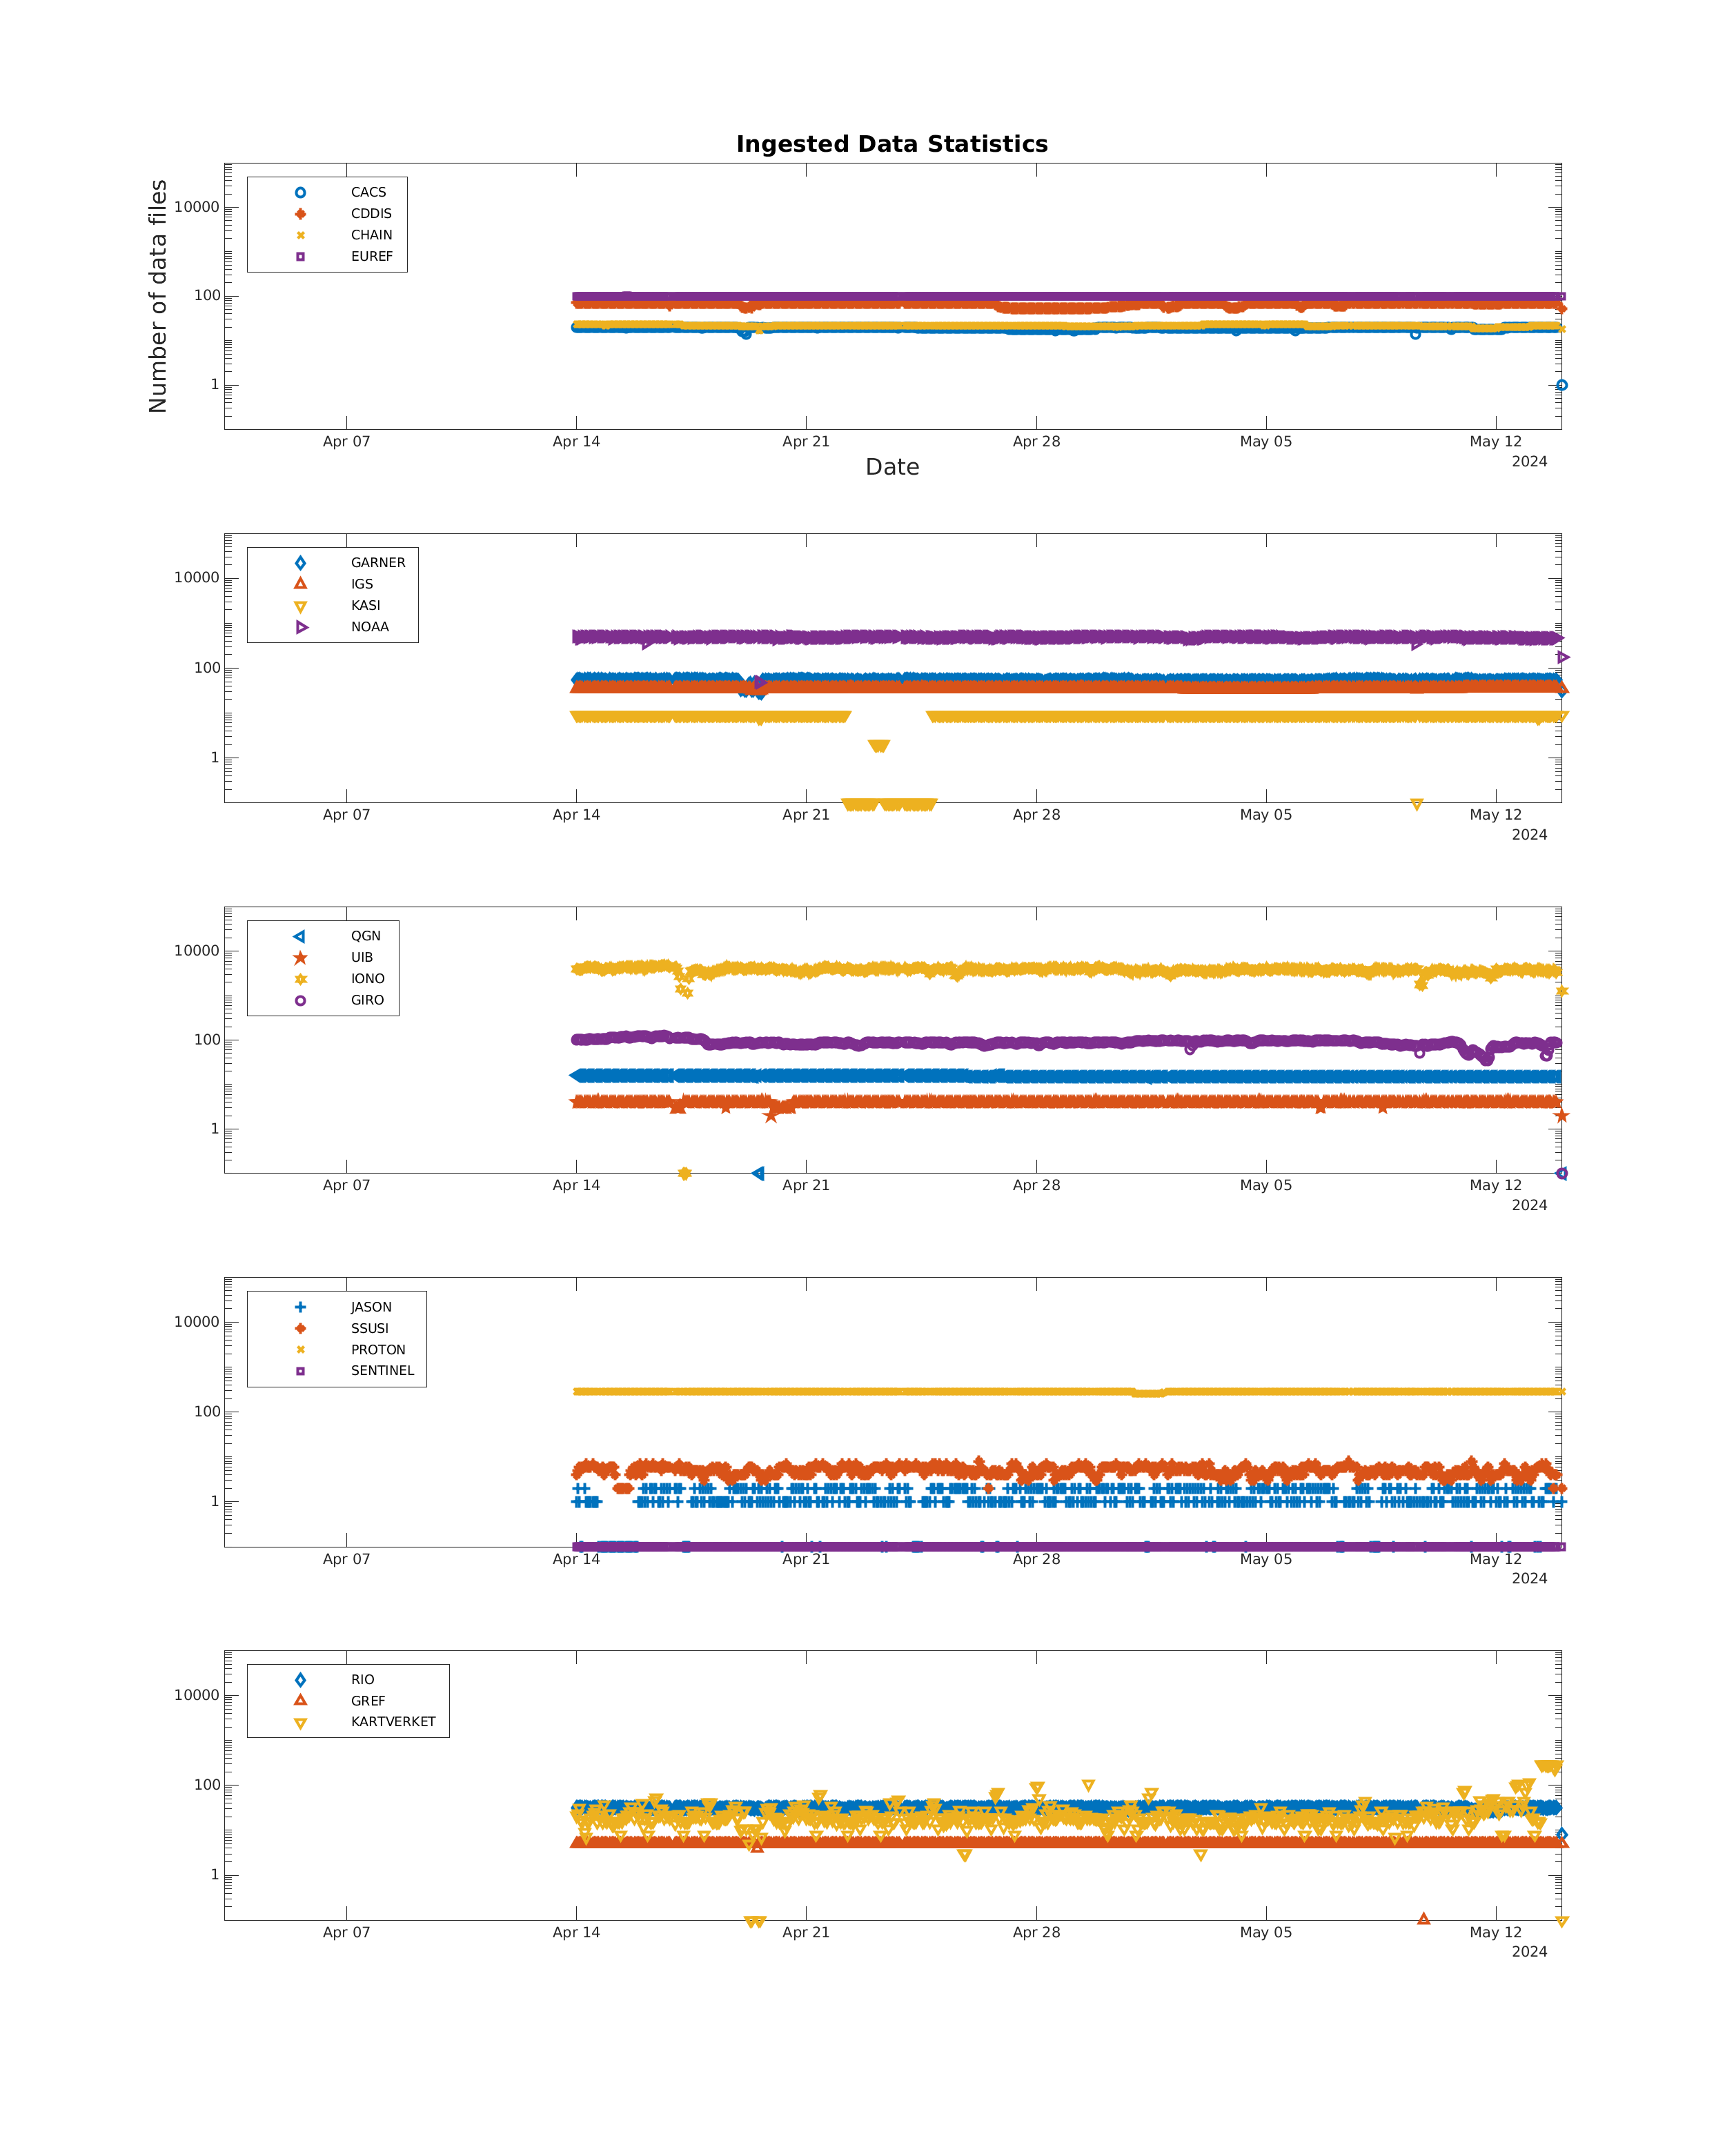 Ingested Data Statistics
Number of data files
10000
100
1
CACS
CDDIS
CHAIN
EUREF
Apr 07 Apr 14 Apr 21 Apr 28 May 05 May 12
2024
Date
10000
100
1
GARNER
IGS
KASI
NOAA
Apr 07 Apr 14 Apr 21 Apr 28 May 05 May 12
2024
10000
100
1
QGN
UIB
IONO
GIRO
Apr 07 Apr 14 Apr 21 Apr 28 May 05 May 12
2024
10000
100
1
JASON
SSUSI
PROTON
SENTINEL
Apr 07 Apr 14 Apr 21 Apr 28 May 05 May 12
2024
10000
100
1
RIO
GREF
KARTVERKET
Apr 07 Apr 14 Apr 21 Apr 28 May 05 May 12
2024